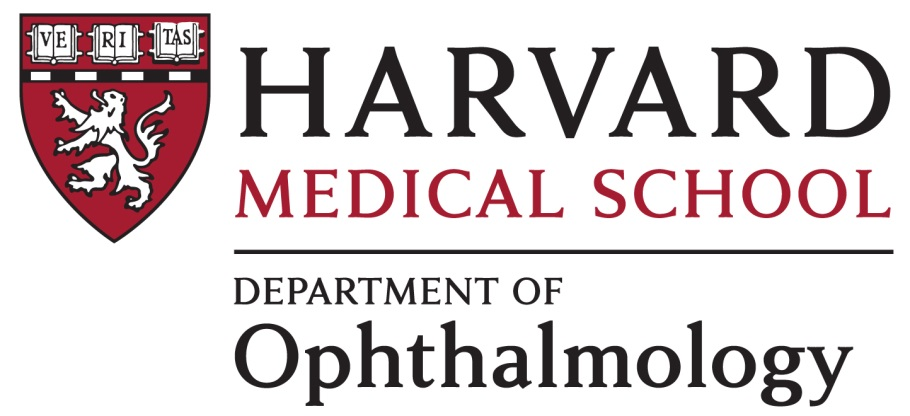 VE RI TAS
HARVARD
MEDICAL SCHOOL
DEPARTMENT OF
Ophthalmology